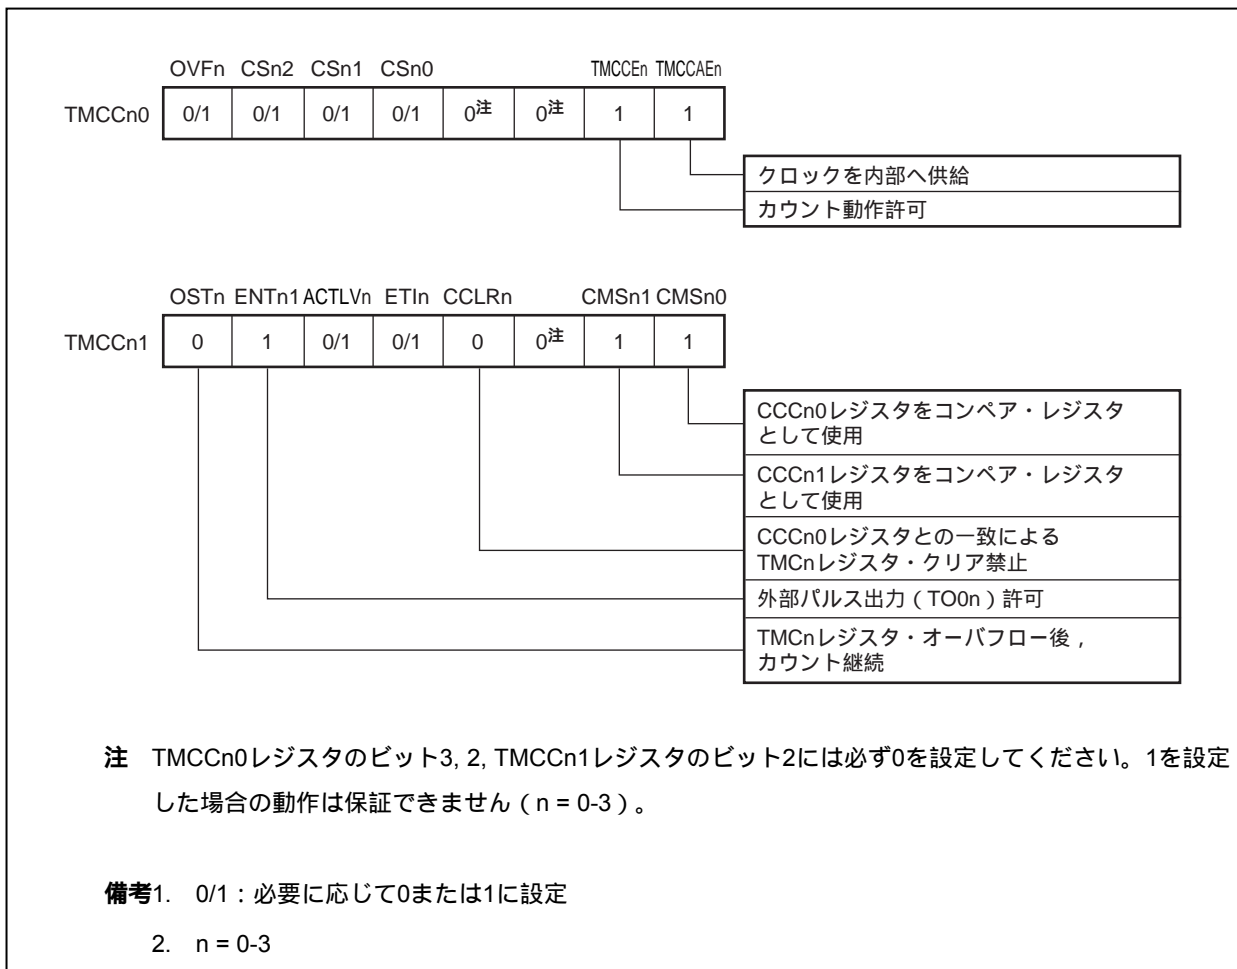 OVFn CSn2 CSn1 CSn0 TMCCEn TMCCAEn
TMCCn0 0/1 0/1 0/1 0/1 0注 0注 1 1
クロックを内部へ供給
カウント動作許可
OSTn ENTn1 ACTLVn ETIn CCLRn CMSn1 CMSn0
TMCCn1 0 1 0/1 0/1 0 0注 1 1
CCCn0レジスタをコンペア・レジスタ
として使用
CCCn1レジスタをコンペア・レジスタ
として使用
CCCn0レジスタとの一致による
TMCnレジスタ・クリア禁止
外部パルス出力（TO0n）許可
TMCnレジスタ・オーバフロー後，
カウント継続
注 TMCCn0レジスタのビット3, 2, TMCCn1レジスタのビット2には必ず0を設定してください。1を設定
した場合の動作は保証できません（n = 0-3）。
備考1. 0/1：必要に応じて0または1に設定
2. n = 0-3